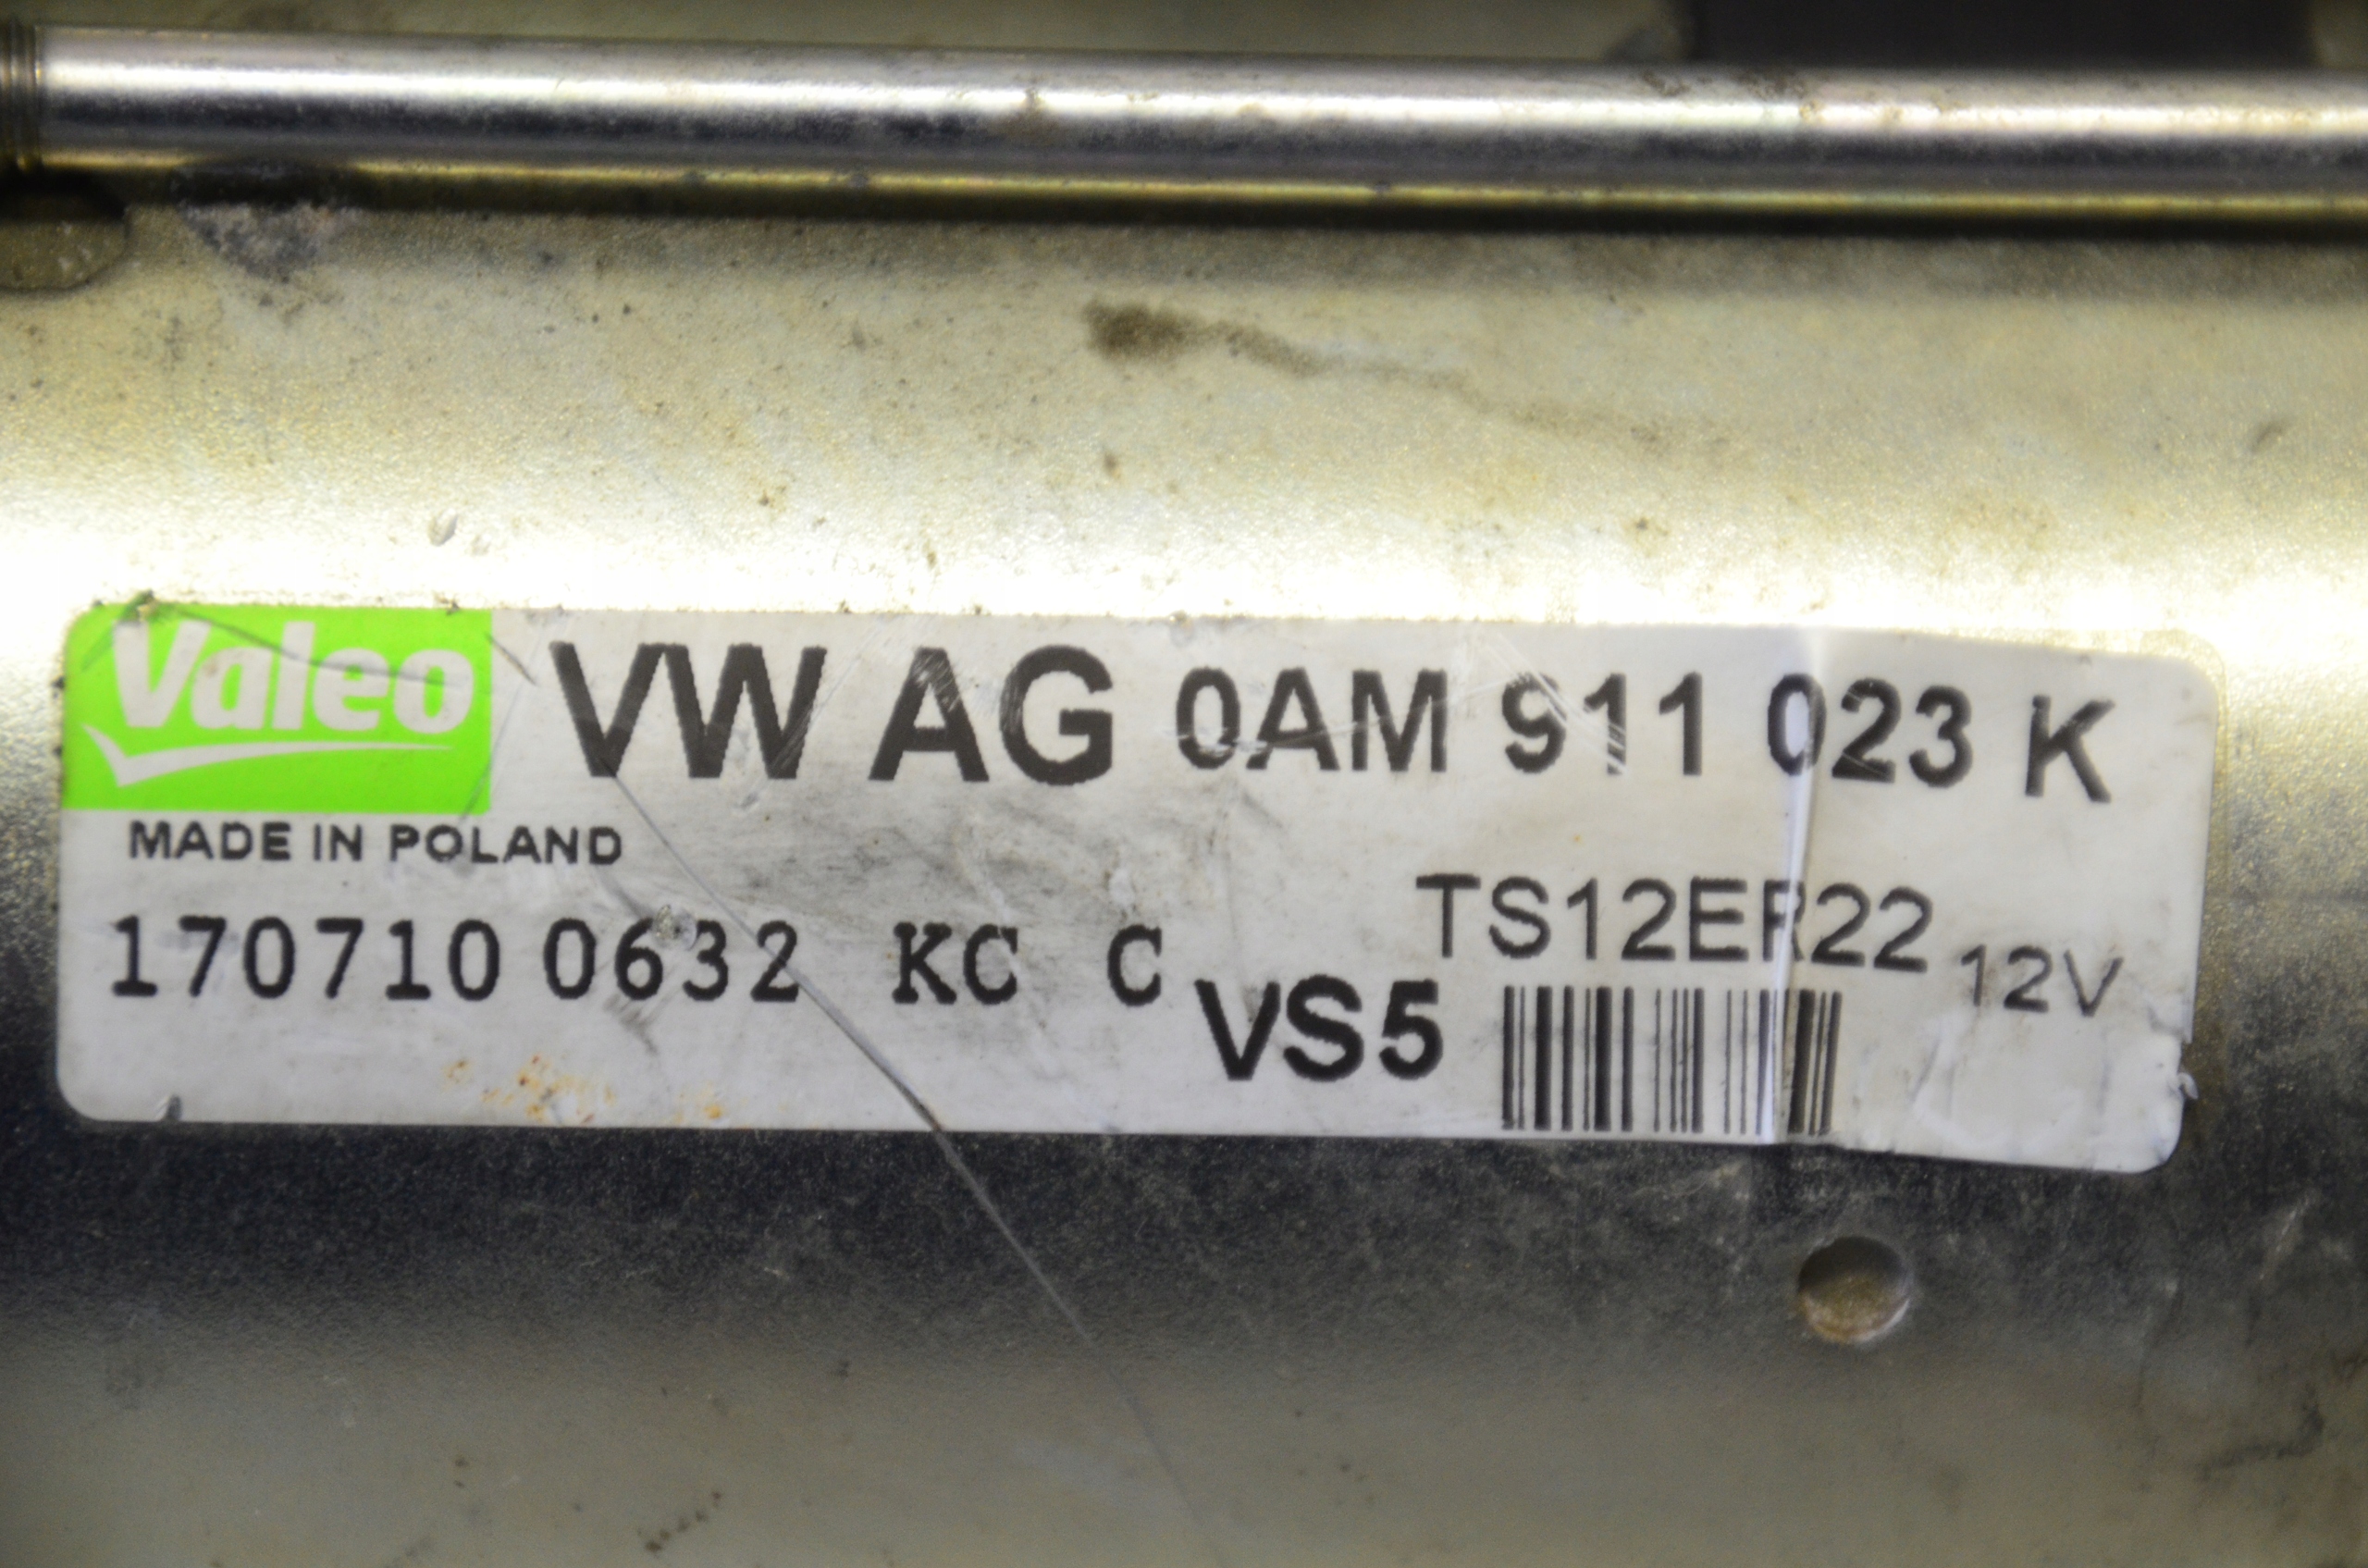 Valeo VW AG 0AM 911 023 K
MADE IN POLAND
TS12ER22 12V
170710 0632 KC C
VS5